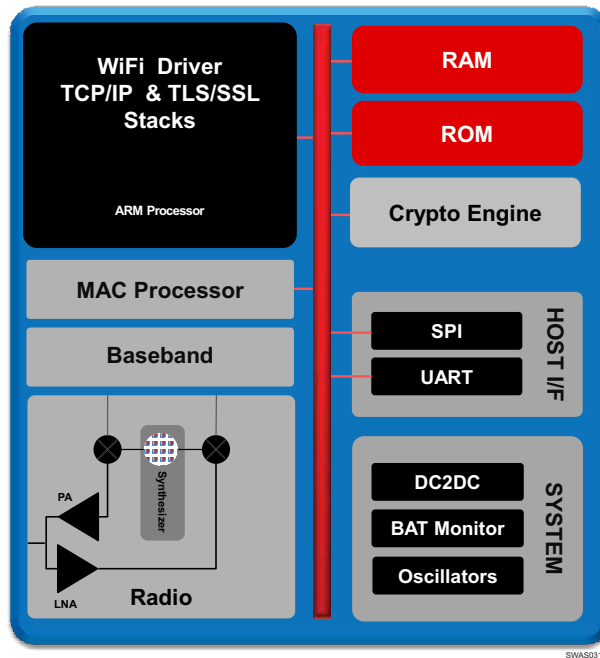 WiFi Driver
TCP/IP & TLS/SSL
Stacks
ARM Processor
MAC Processor
Baseband
Synthesizer
PA
LNA
Radio
RAM
ROM
Crypto Engine
SPI
UART
HOST I/F
DC2DC
BAT Monitor
Oscillators
SYSTEM
SWAS031